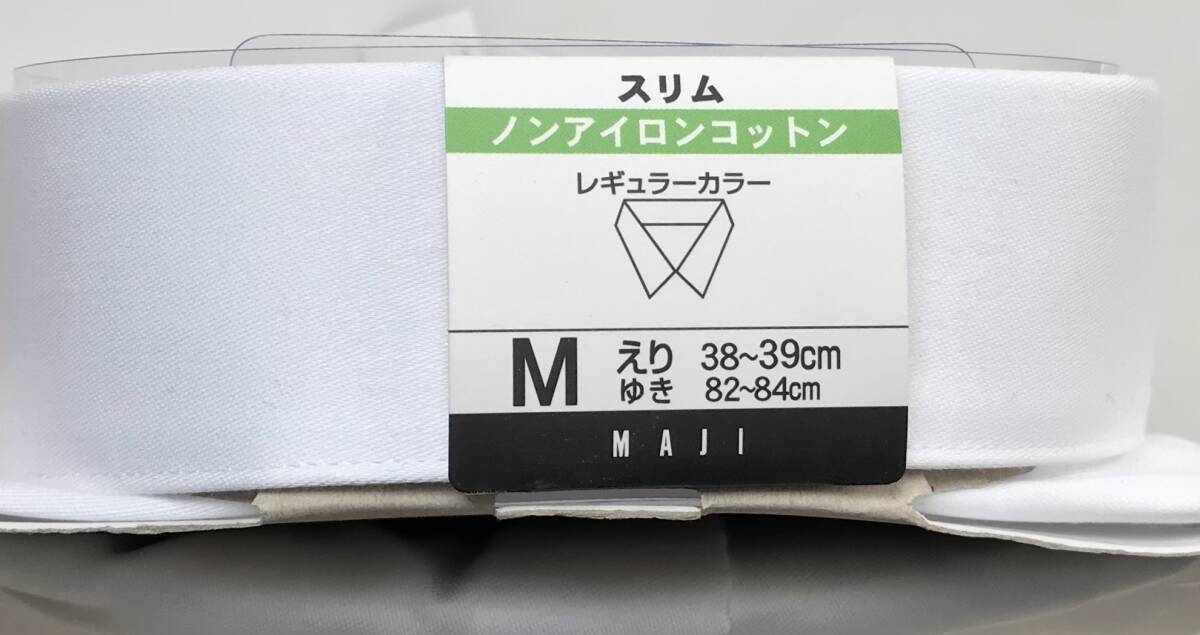 スリム
ノンアイロンコットン
レギュラーカラー
M
えり 38~39cm
ゆき 82~84cm
MAJI